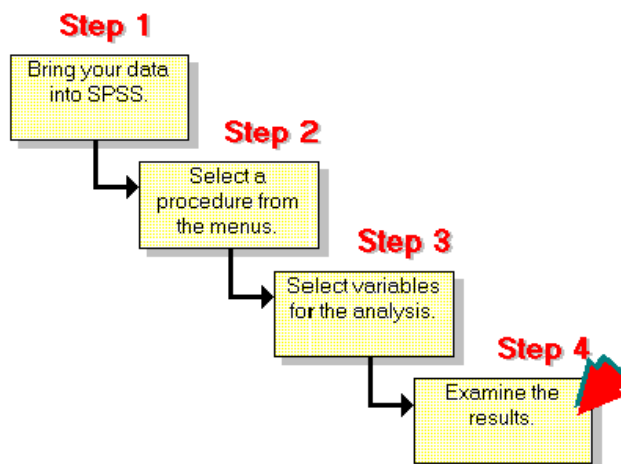 Step 1
Bring your data
into SPSS.
Step 2
Select a
procedure from
the menus.
Step 3
Select variables
for the analysis.
Step 4
Examine the
results.